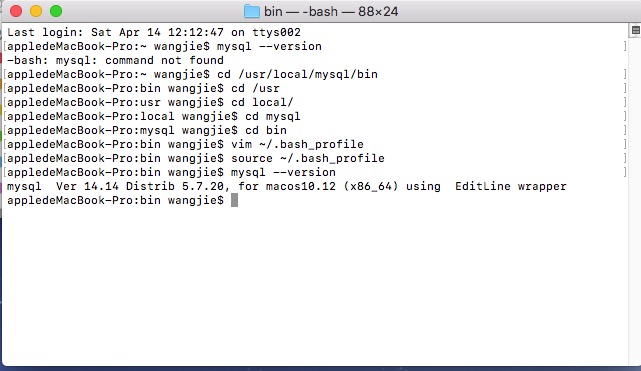 bin — -bash — 88×24
Last login: Sat Apr 14 12:12:47 on ttys002
[appledeMacBook-Pro:~ wangjie$ mysql --version ]
-bash: mysql: command not found
[appledeMacBook-Pro:~ wangjie$ cd /usr/local/mysql/bin ]
[appledeMacBook-Pro:bin wangjie$ cd /usr ]
[appledeMacBook-Pro:usr wangjie$ cd local/ ]
[appledeMacBook-Pro:local wangjie$ cd mysql ]
[appledeMacBook-Pro:mysql wangjie$ cd bin ]
[appledeMacBook-Pro:bin wangjie$ vim ~/.bash_profile ]
[appledeMacBook-Pro:bin wangjie$ source ~/.bash_profile ]
[appledeMacBook-Pro:bin wangjie$ mysql --version ]
mysql  Ver 14.14 Distrib 5.7.20, for macos10.12 (x86_64) using  EditLine wrapper
appledeMacBook-Pro:bin wangjie$